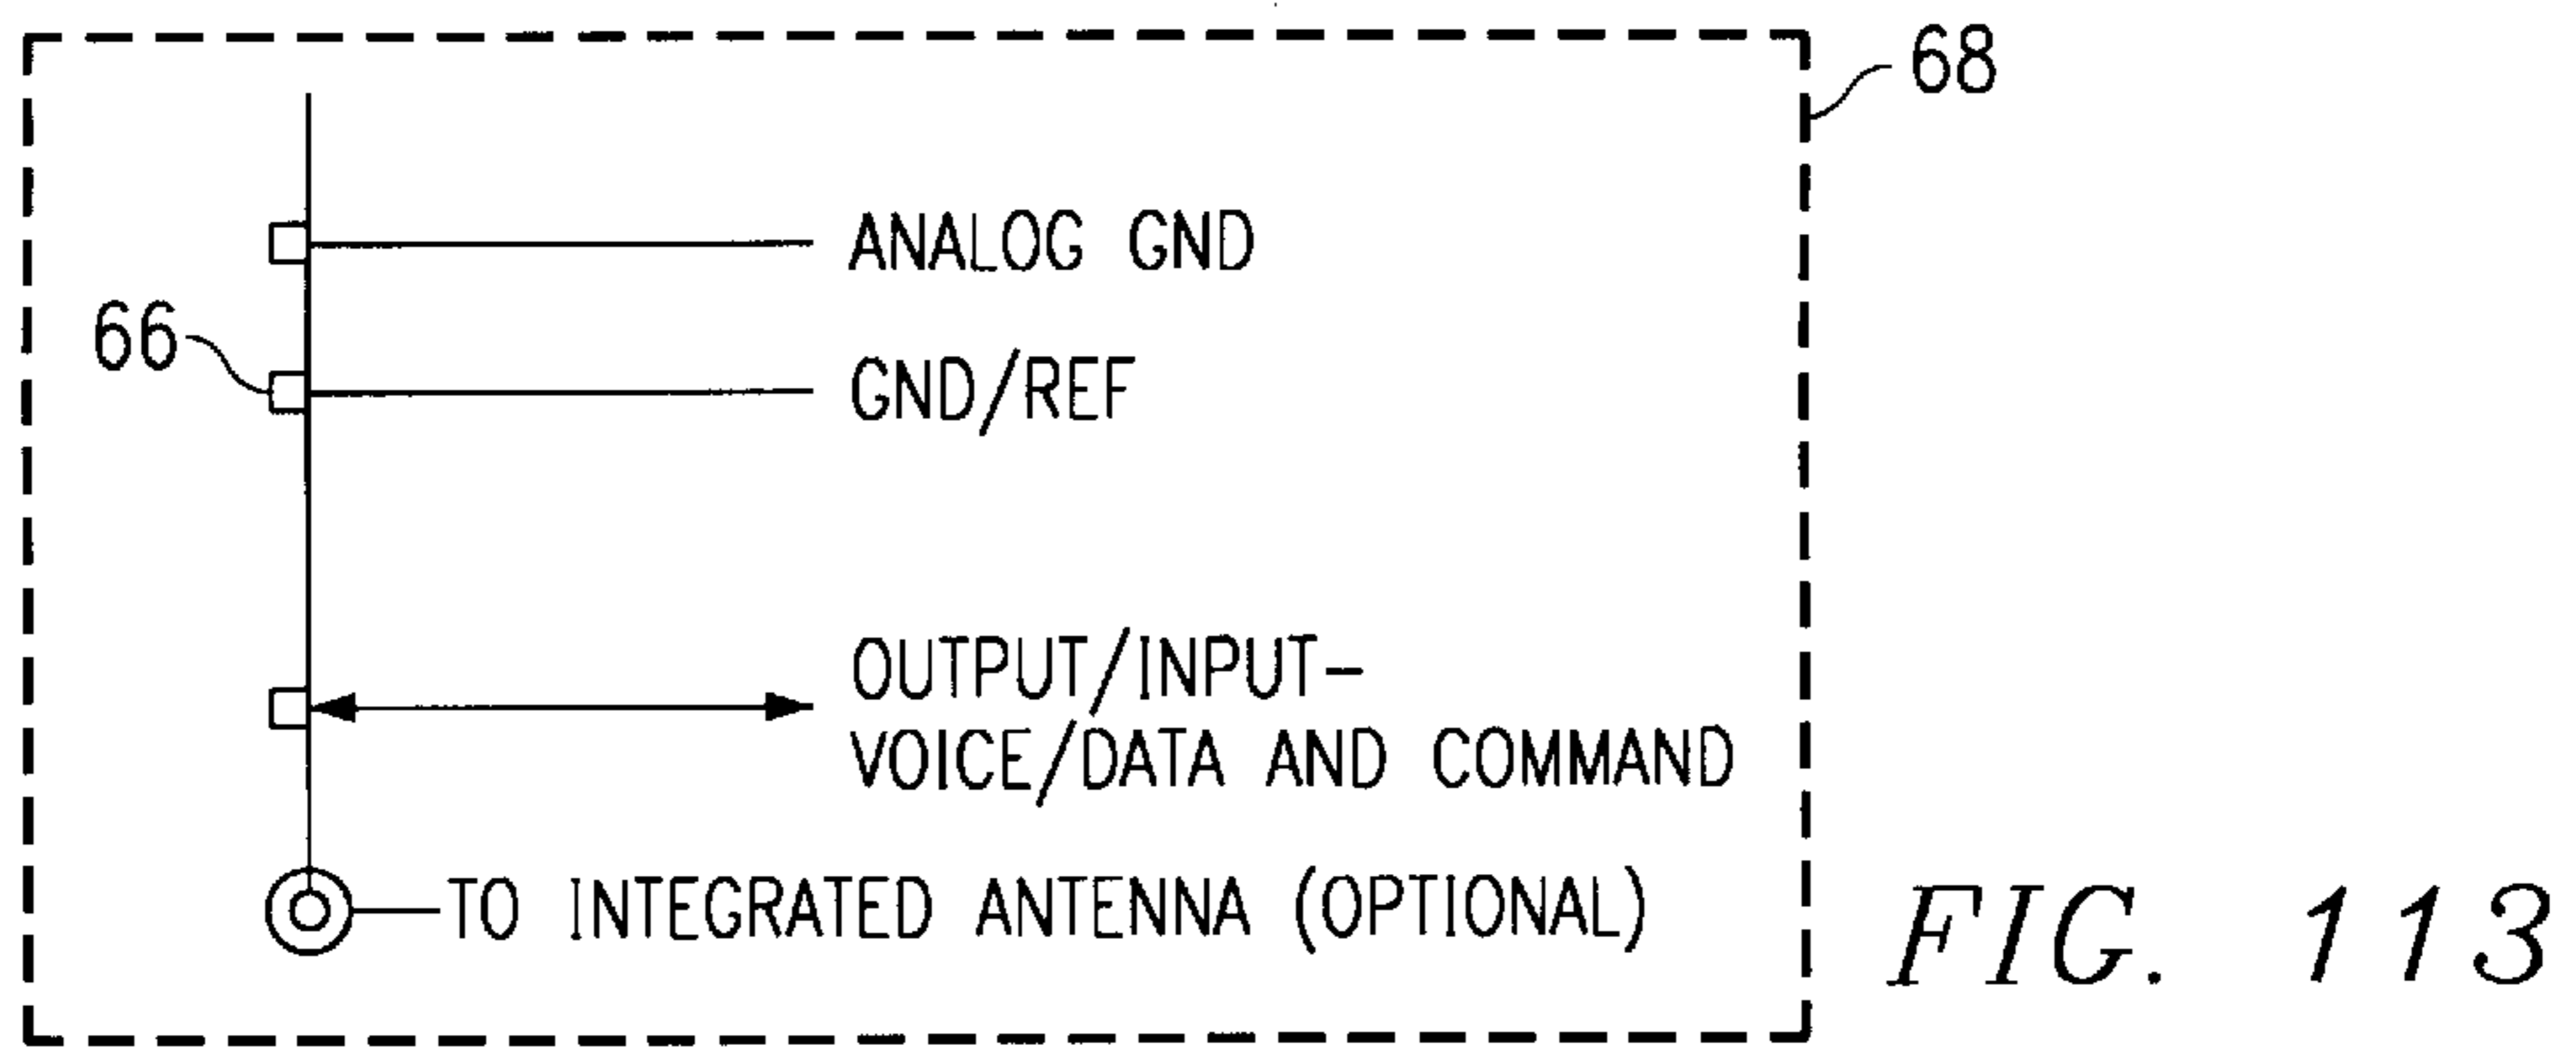 68
ANALOG GND
66
GND/REF
OUTPUT/INPUT-
VOICE/DATA AND COMMAND
TO INTEGRATED ANTENNA (OPTIONAL)
FIG. 113